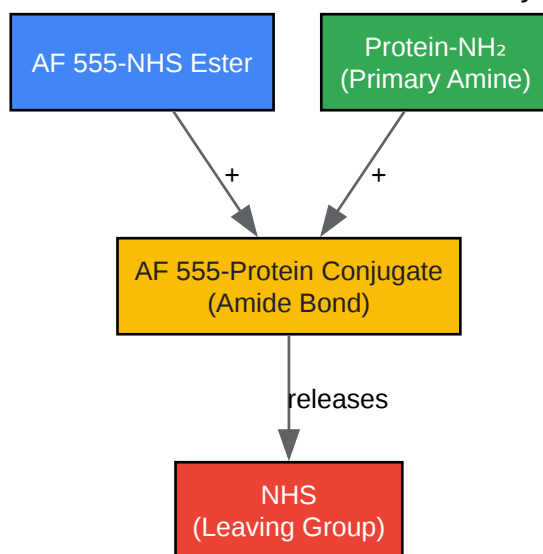 AF 555-NHS Ester
Protein-NH₂
(Primary Amine)
+
+
AF 555-Protein Conjugate
(Amide Bond)
releases
NHS
(Leaving Group)